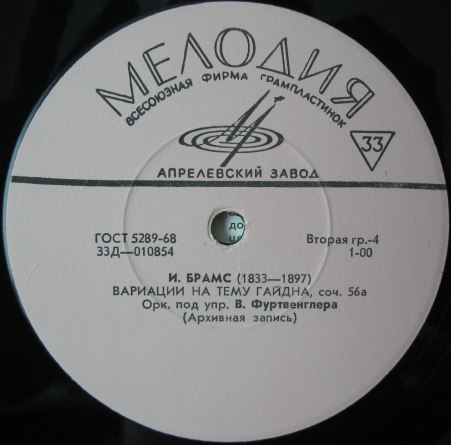 МЕЛОДИЯ
ВСЕСОЮЗНАЯ ФИРМА ГРАМПЛАСТИНОК
33
АПРЕЛЕВСКИЙ ЗАВОД
ГОСТ 5289-68
33Д—010854
Вторая гр.-4
1-00
И. БРАМС (1833—1897)
ВАРИАЦИИ НА ТЕМУ ГАЙДНА, соч. 56а
Орк. под упр. В. Фуртвенглера
(Архивная запись)